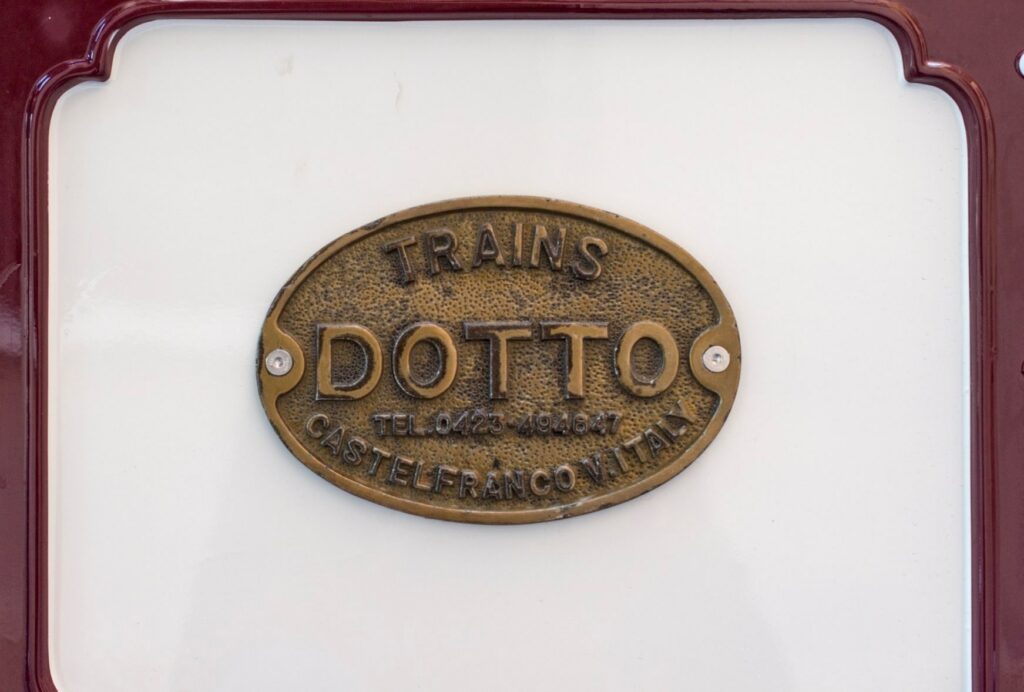 TRAINS
DOTTO
TEL.0423-494647
CASTELFRANCO V. ITALY